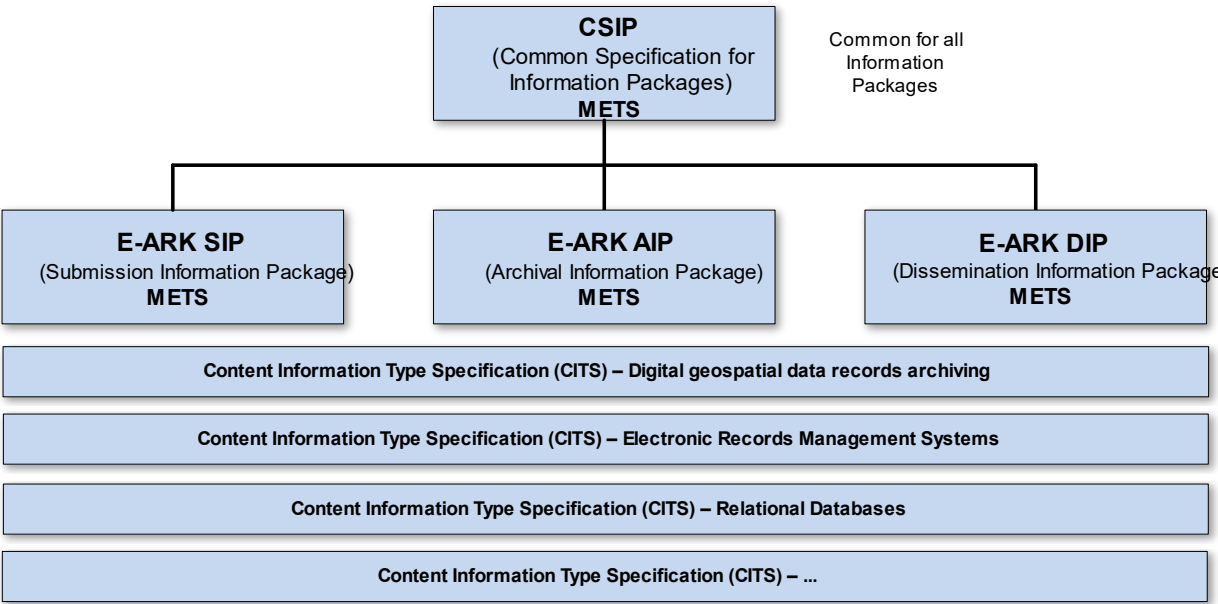 CSIP
(Common Specification for
Information Packages)
METS
Common for all
Information
Packages
E-ARK SIP
(Submission Information Package)
METS
E-ARK AIP
(Archival Information Package)
METS
E-ARK DIP
(Dissemination Information Package
METS
Content Information Type Specification (CITS) – Digital geospatial data records archiving
Content Information Type Specification (CITS) – Electronic Records Management Systems
Content Information Type Specification (CITS) – Relational Databases
Content Information Type Specification (CITS) – ...